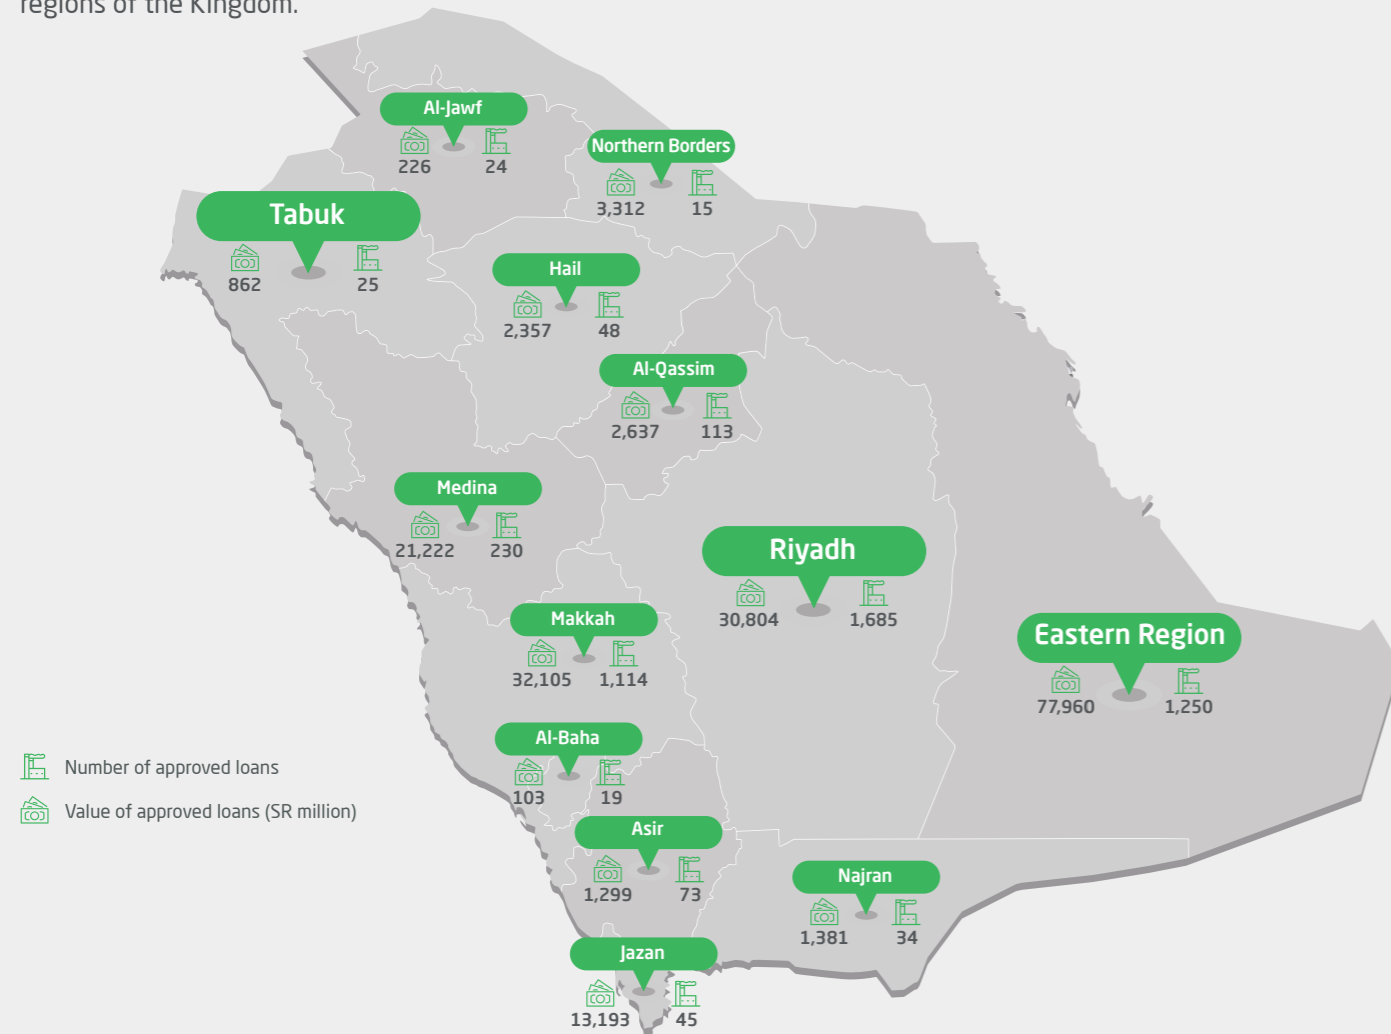 regions of the Kingdom.
Al-Jawf
226 24
Northern Borders
3,312 15
Tabuk
862 25
Hail
2,357 48
Al-Qassim
2,637 113
Medina
21,222 230
Riyadh
30,804 1,685
Makkah
32,105 1,114
Eastern Region
77,960 1,250
Al-Baha
103 19
Number of approved loans
Value of approved loans (SR million)
Asir
1,299 73
Najran
1,381 34
Jazan
13,193 45